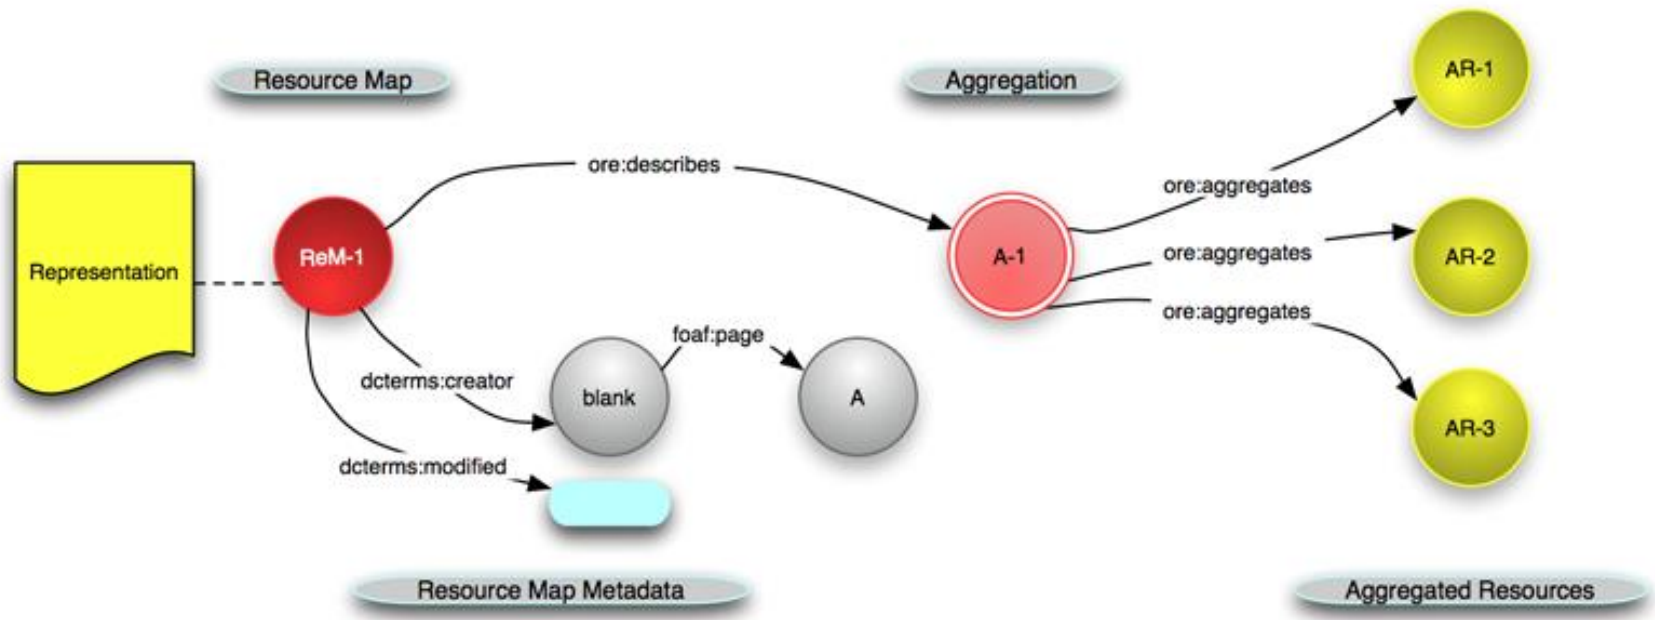 Resource Map
Aggregation
AR-1
ore:describes
ore:aggregates
Representation
ReM-1
A-1
ore:aggregates
AR-2
ore:aggregates
foaf:page
dcterms:creator
blank
A
AR-3
dcterms:modified
Resource Map Metadata
Aggregated Resources